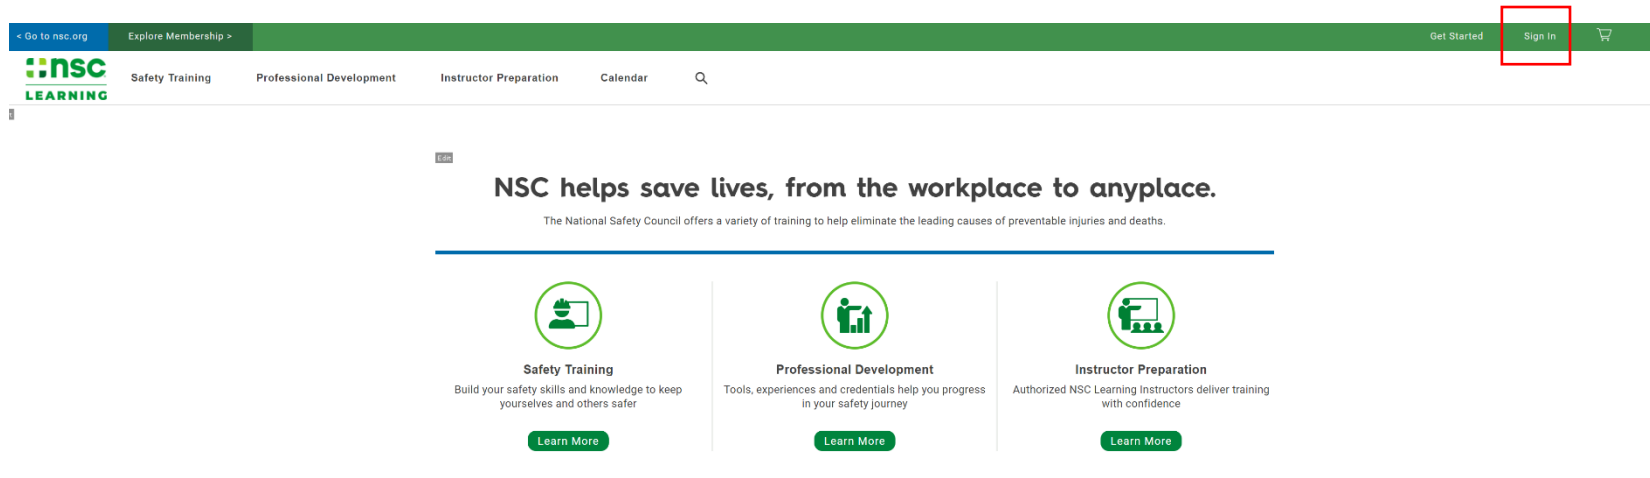 < Go to nsc.org
Explore Membership >
Get Started
Sign In
nsc
LEARNING
Safety Training
Professional Development
Instructor Preparation
Calendar
Edit
NSC helps save lives, from the workplace to anyplace.
The National Safety Council offers a variety of training to help eliminate the leading causes of preventable injuries and deaths.
Safety Training
Build your safety skills and knowledge to keep
yourselves and others safer
Learn More
Professional Development
Tools, experiences and credentials help you progress
in your safety journey
Learn More
Instructor Preparation
Authorized NSC Learning Instructors deliver training
with confidence
Learn More